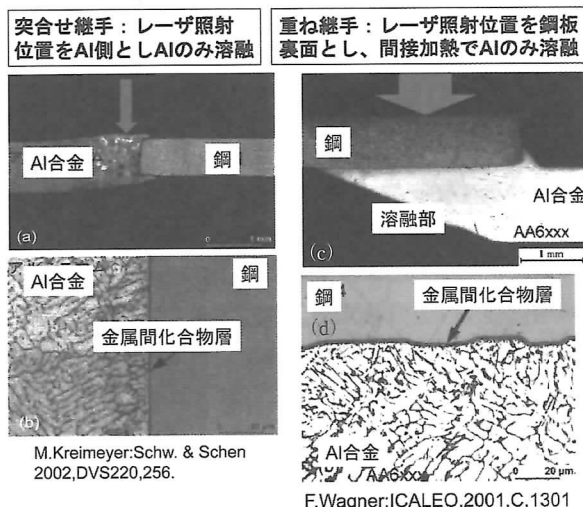 突合せ継手：レーザ照射
位置をAl側としAlのみ溶融
重ね継手：レーザ照射位置を鋼板
裏面とし、間接加熱でAlのみ溶融
Al合金
鋼
(a)
1 mm
Al合金
鋼
金属間化合物層
(b)
M.Kreimeyer:Schw. & Schen
2002,DVS220,256.
鋼
Al合金
溶融部
AA6xxx
(c)
1 mm
鋼
金属間化合物層
(d)
Al合金
AA6xxx
0 20 μm.
F.Wagner:ICALEO,2001,C,1301